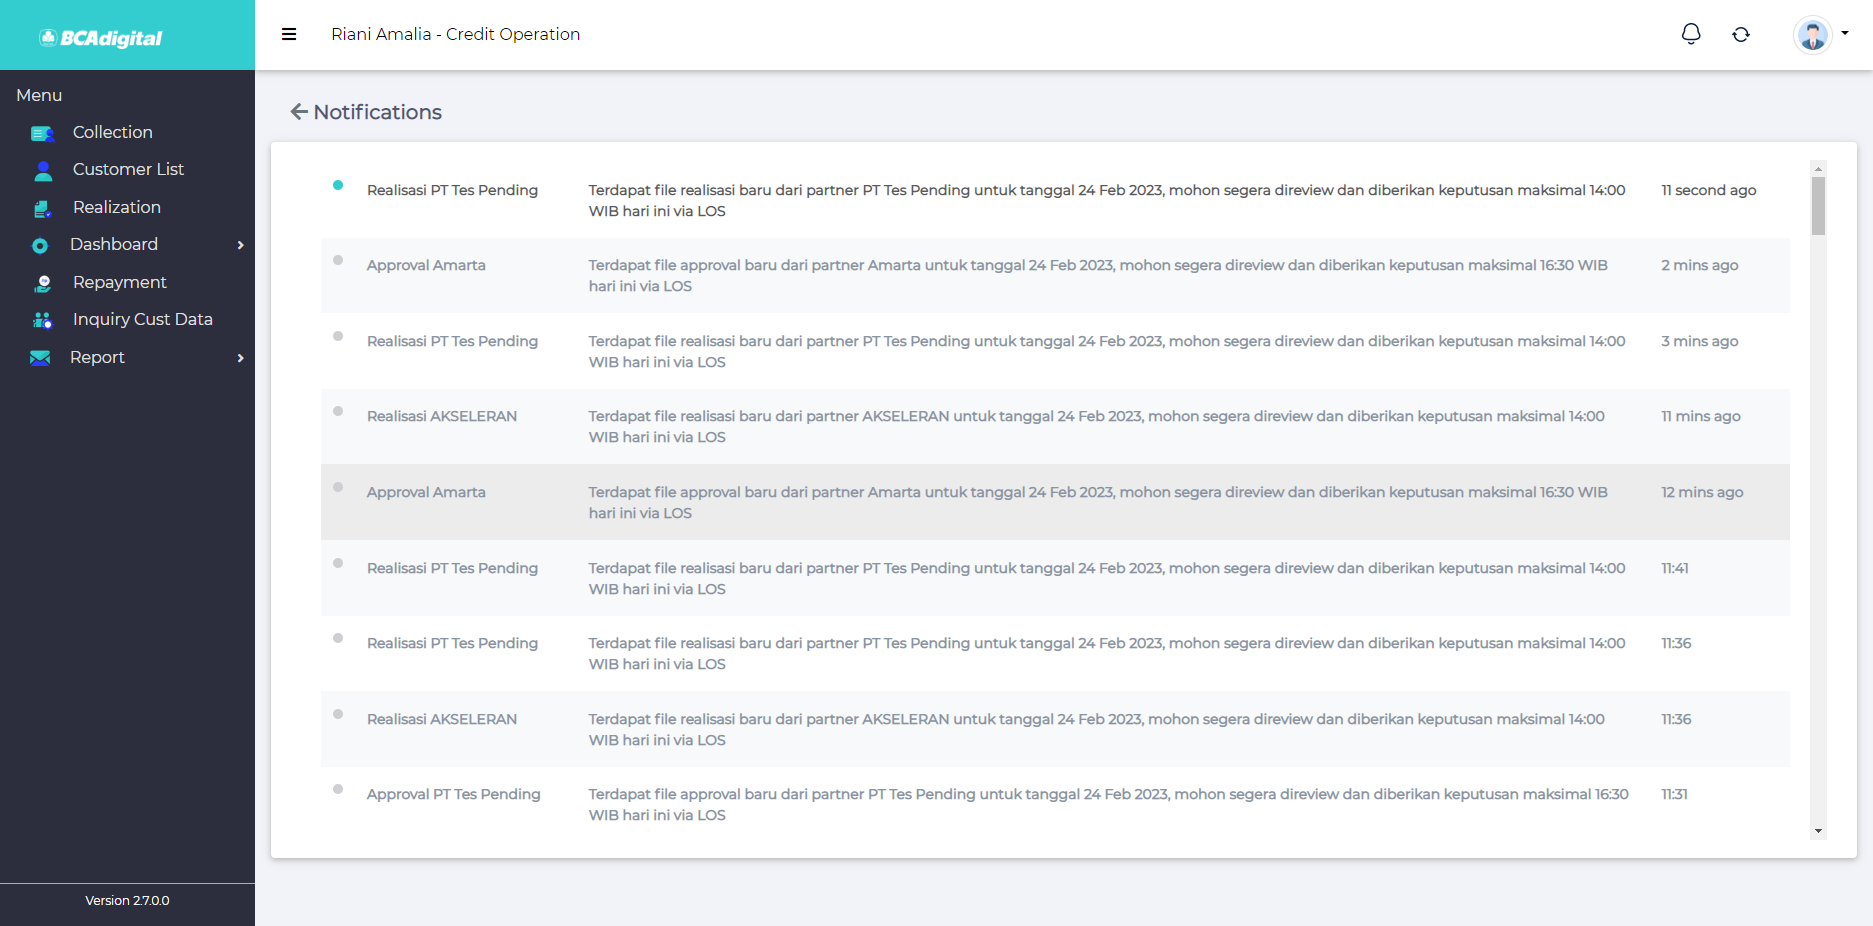 BCAdigital
Riani Amalia - Credit Operation
Menu
Collection
Customer List
Realization
Dashboard
Repayment
Inquiry Cust Data
Report
Version 2.7.0.0
Notifications
Realisasi PT Tes Pending
Terdapat file realisasi baru dari partner PT Tes Pending untuk tanggal 24 Feb 2023, mohon segera direview dan diberikan keputusan maksimal 14:00
WIB hari ini via LOS
11 second ago
Approval Amarta
Terdapat file approval baru dari partner Amarta untuk tanggal 24 Feb 2023, mohon segera direview dan diberikan keputusan maksimal 16:30 WIB
hari ini via LOS
2 mins ago
Realisasi PT Tes Pending
Terdapat file realisasi baru dari partner PT Tes Pending untuk tanggal 24 Feb 2023, mohon segera direview dan diberikan keputusan maksimal 14:00
WIB hari ini via LOS
3 mins ago
Realisasi AKSELERAN
Terdapat file realisasi baru dari partner AKSELERAN untuk tanggal 24 Feb 2023, mohon segera direview dan diberikan keputusan maksimal 14:00
WIB hari ini via LOS
11 mins ago
Approval Amarta
Terdapat file approval baru dari partner Amarta untuk tanggal 24 Feb 2023, mohon segera direview dan diberikan keputusan maksimal 16:30 WIB
hari ini via LOS
12 mins ago
Realisasi PT Tes Pending
Terdapat file realisasi baru dari partner PT Tes Pending untuk tanggal 24 Feb 2023, mohon segera direview dan diberikan keputusan maksimal 14:00
WIB hari ini via LOS
11:41
Realisasi PT Tes Pending
Terdapat file realisasi baru dari partner PT Tes Pending untuk tanggal 24 Feb 2023, mohon segera direview dan diberikan keputusan maksimal 14:00
WIB hari ini via LOS
11:36
Realisasi AKSELERAN
Terdapat file realisasi baru dari partner AKSELERAN untuk tanggal 24 Feb 2023, mohon segera direview dan diberikan keputusan maksimal 14:00
WIB hari ini via LOS
11:36
Approval PT Tes Pending
Terdapat file approval baru dari partner PT Tes Pending untuk tanggal 24 Feb 2023, mohon segera direview dan diberikan keputusan maksimal 16:30
WIB hari ini via LOS
11:31